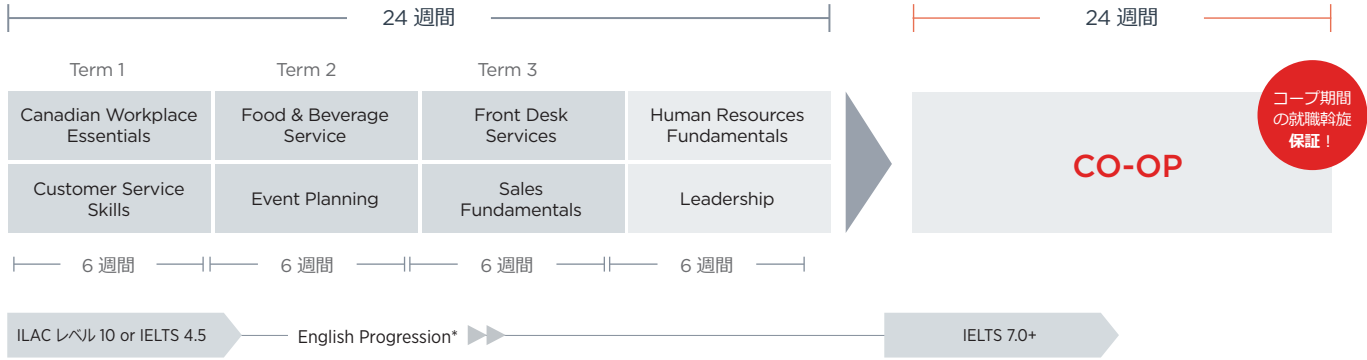 24 週間
24 週間
Term 1
Term 2
Term 3
Canadian Workplace
Essentials
Food & Beverage
Service
Front Desk
Services
Human Resources
Fundamentals
コープ期間
の就職斡旋
保証！
CO-OP
Customer Service
Skills
Event Planning
Sales
Fundamentals
Leadership
6 週間
6 週間
6 週間
6 週間
ILAC レベル 10 or IELTS 4.5
English Progression*
IELTS 7.0+